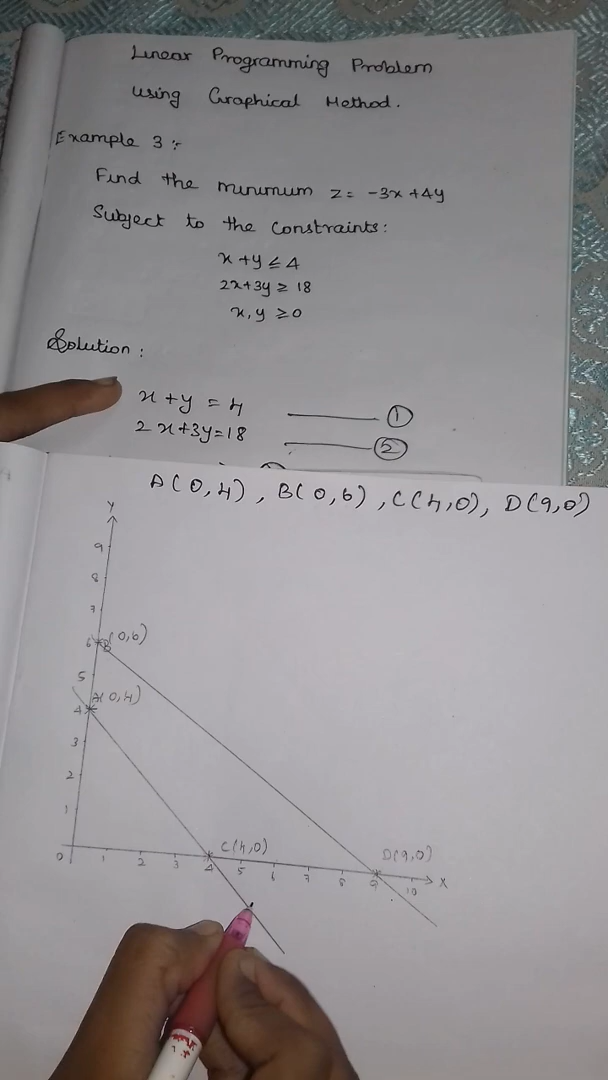 Linear Programming Problem
using Graphical Method.
Example 3 :-
Find the minimum z = -3x +4y
Subject to the constraints:
x + y ≤ 4
2x+3y ≥ 18
x, y ≥ 0
Solution :
x + y = 4 ——— ①
2x+3y=18 ——— ②
A(0,4), B(0,6), C(4,0), D(9,0)
Y
9
8
7
6 B(0,6)
5
4 A(0,4)
3
2
1
C(4,0) D(9,0)
0 1 2 3 4 5 6 7 8 9 10 X